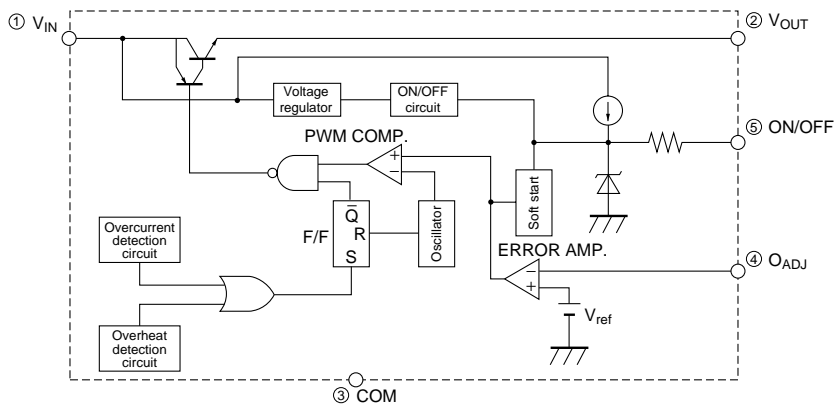 ① VIN
② VOUT
Voltage
regulator
ON/OFF
circuit
⑤ ON/OFF
PWM COMP.
+
−
Soft start
Q̅
R
S
F/F
Oscillator
Overcurrent
detection
circuit
ERROR AMP.
④ OADJ
−
+
Vref
Overheat
detection
circuit
③ COM